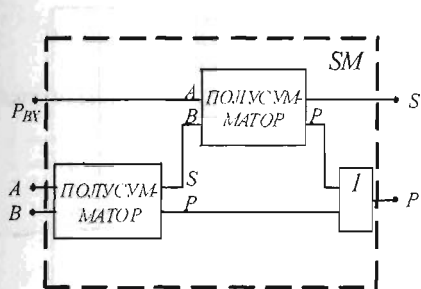 SM
P_ВХ A ПОЛУСУМ- S
B МАТОР P
A ПОЛУСУМ- S 1
B МАТОР P P